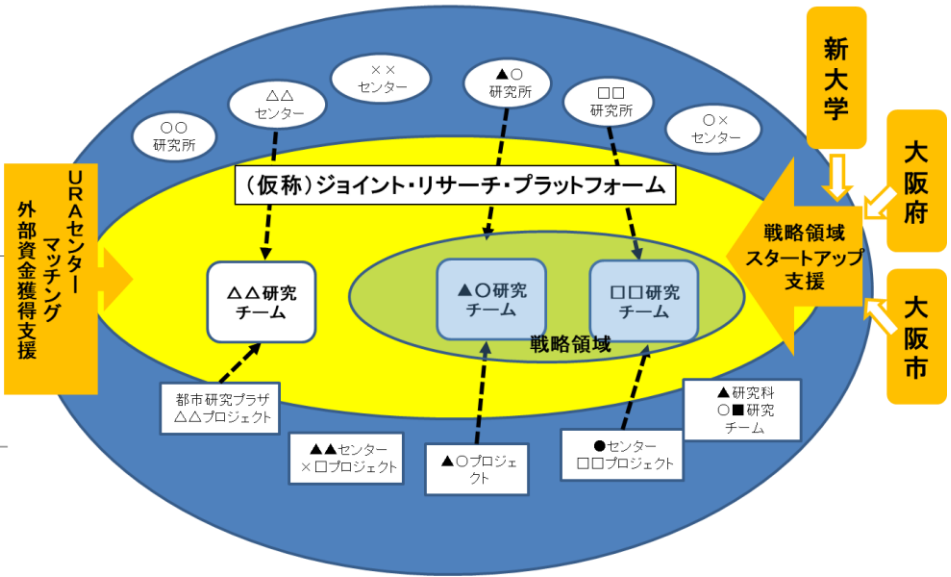 新大学
大阪府
大阪市
××
センター
▲○
研究所
△△
センター
□□
研究所
○○
研究所
○×
センター
(仮称)ジョイント・リサーチ・プラットフォーム
URAセンター
マッチング
外部資金獲得支援
戦略領域
スタートアップ
支援
△△研究
チーム
▲○研究
チーム
□□研究
チーム
戦略領域
都市研究プラザ
△△プロジェクト
▲▲センター
×□プロジェクト
▲○プロジェ
クト
●センター
□□プロジェクト
▲研究科
○■研究
チーム